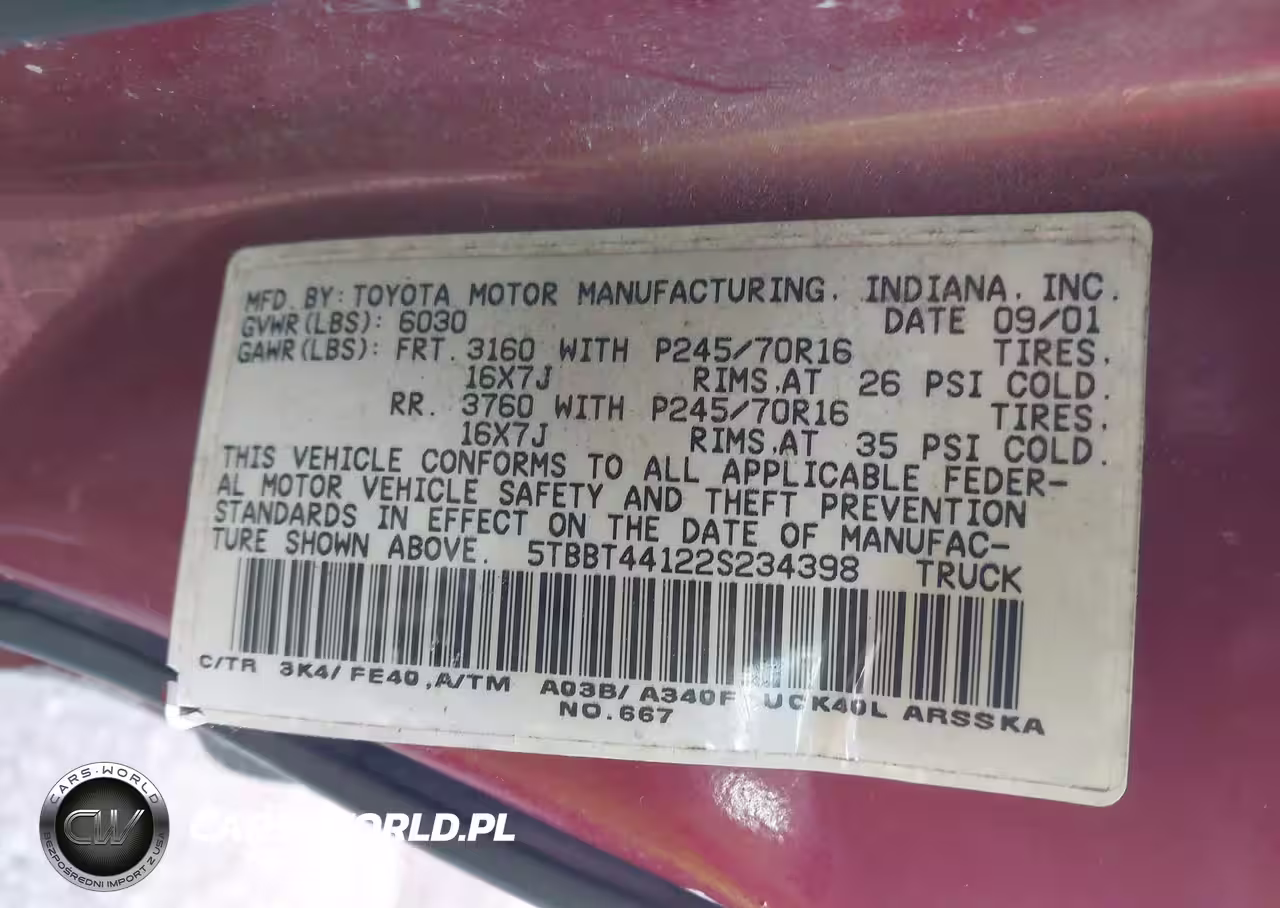 MFD. BY: TOYOTA MOTOR MANUFACTURING, INDIANA, INC.
GVWR(LBS): 6030 DATE 09/01
GAWR(LBS): FRT. 3160 WITH P245/70R16 TIRES,
16X7J RIMS,AT 26 PSI COLD.
RR. 3760 WITH P245/70R16 TIRES,
16X7J RIMS,AT 35 PSI COLD.
THIS VEHICLE CONFORMS TO ALL APPLICABLE FEDER-
AL MOTOR VEHICLE SAFETY AND THEFT PREVENTION
STANDARDS IN EFFECT ON THE DATE OF MANUFAC-
TURE SHOWN ABOVE. 5TBBT44122S234398 TRUCK
C/TR 3K4/ FE40 ,A/TM A03B/ A340F UCK40L ARSSKA
NO.667
CARS-WORLD
CW
BEZPOŚREDNI IMPORT Z USA
CARS-WORLD.PL